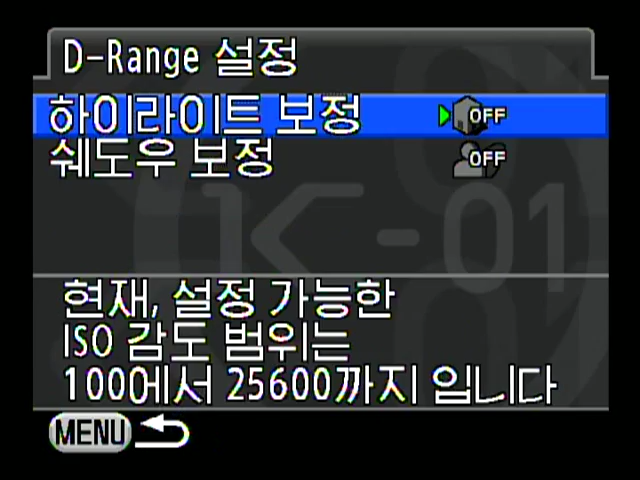 D-Range 설정
하이라이트 보정 OFF
쉐도우 보정 OFF
K-01
현재, 설정 가능한
ISO 감도 범위는
100에서 25600까지 입니다
MENU